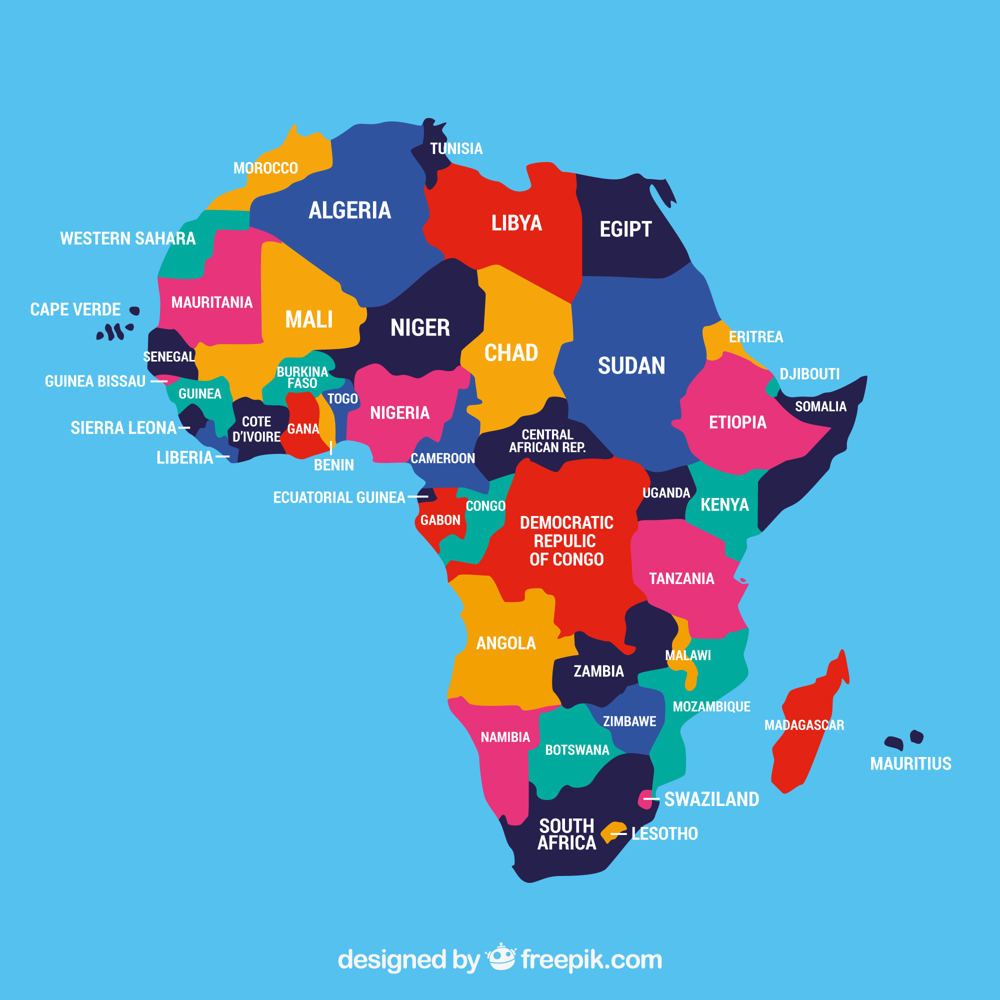 TUNISIA
MOROCCO
ALGERIA
LIBYA
EGIPT
WESTERN SAHARA
MAURITANIA
CAPE VERDE
MALI
NIGER
ERITREA
CHAD
SENEGAL
SUDAN
BURKINA
FASO
DJIBOUTI
GUINEA BISSAU
GUINEA
TOGO
SOMALIA
NIGERIA
COTE
D'IVOIRE
ETIOPIA
SIERRA LEONA
GANA
CENTRAL
AFRICAN REP.
LIBERIA
CAMEROON
BENIN
UGANDA
ECUATORIAL GUINEA
CONGO
KENYA
GABON
DEMOCRATIC
REPULIC
OF CONGO
TANZANIA
ANGOLA
MALAWI
ZAMBIA
MOZAMBIQUE
ZIMBAWE
MADAGASCAR
NAMIBIA
BOTSWANA
MAURITIUS
SWAZILAND
SOUTH
AFRICA
LESOTHO
designed by freepik.com